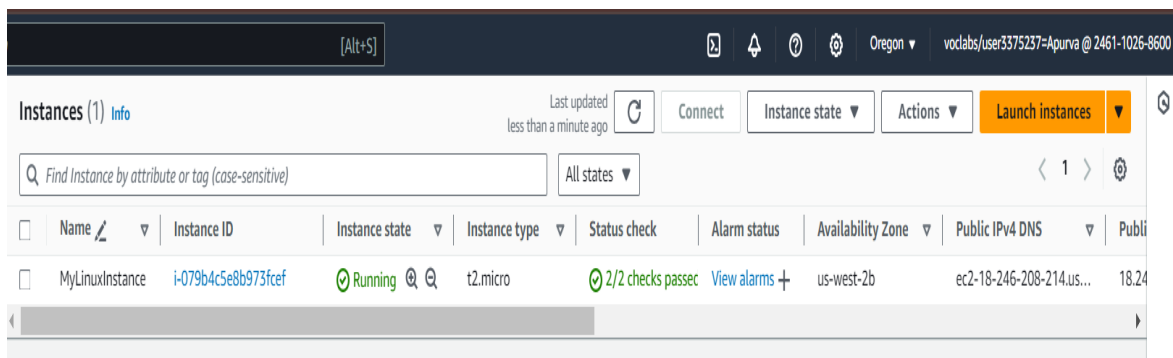 [Alt+S] Oregon ▼ voclabs/user3375237=Apurva @ 2461-1026-8600
Instances (1) Info
Last updated
less than a minute ago
Connect Instance state ▼ Actions ▼ Launch instances ▼
Find Instance by attribute or tag (case-sensitive) All states ▼ 1
Name Instance ID Instance state Instance type Status check Alarm status Availability Zone Public IPv4 DNS Publi
MyLinuxInstance i-079b4c5e8b973fcef Running t2.micro 2/2 checks passec View alarms + us-west-2b ec2-18-246-208-214.us... 18.24